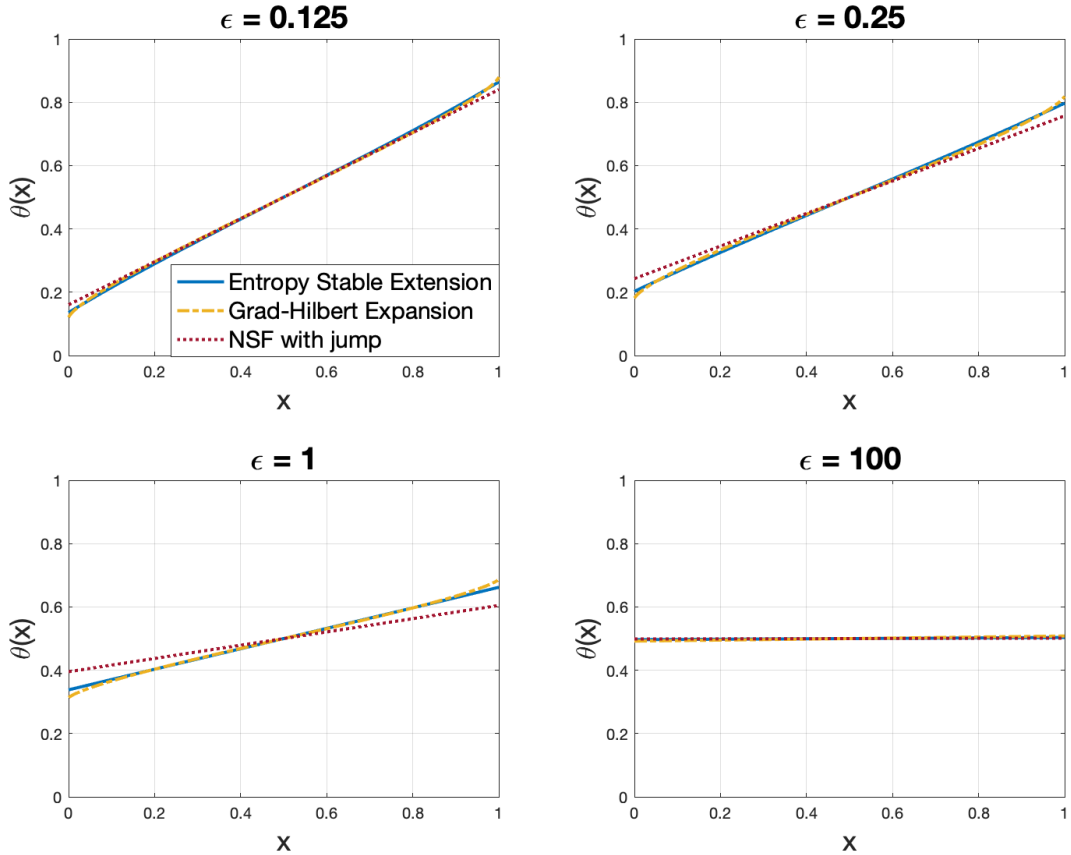 ϵ = 0.125
1
0.8
0.6
0.4
0.2
0
θ(x)
Entropy Stable Extension
Grad-Hilbert Expansion
NSF with jump
0 0.2 0.4 0.6 0.8 1
x
ϵ = 0.25
1
0.8
0.6
0.4
0.2
0
θ(x)
0 0.2 0.4 0.6 0.8 1
x
ϵ = 1
1
0.8
0.6
0.4
0.2
0
θ(x)
0 0.2 0.4 0.6 0.8 1
x
ϵ = 100
1
0.8
0.6
0.4
0.2
0
θ(x)
0 0.2 0.4 0.6 0.8 1
x